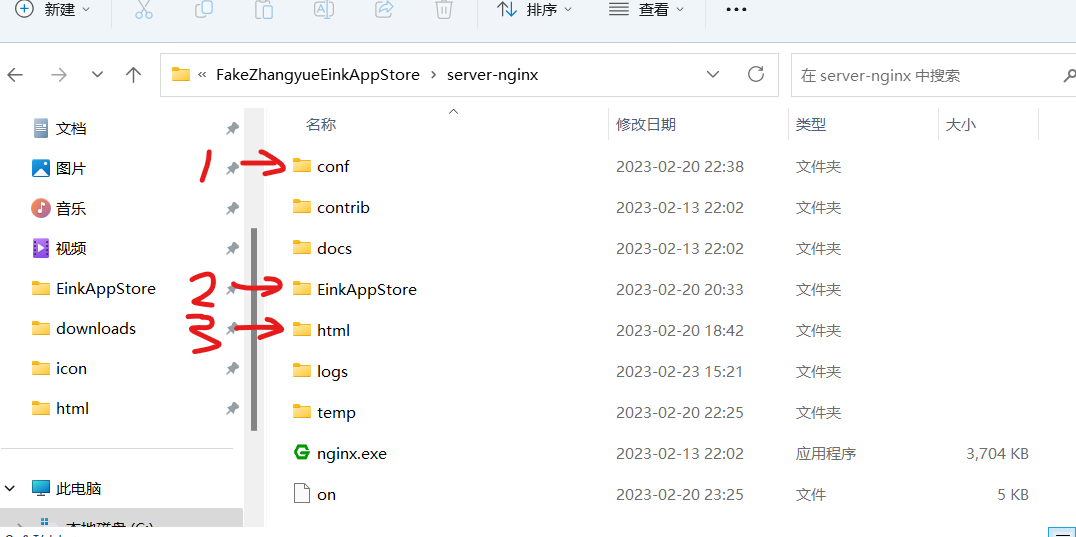 新建
排序
查看
« FakeZhangyueEinkAppStore › server-nginx
在 server-nginx 中搜索
名称 修改日期 类型 大小
文档
图片
音乐
视频
EinkAppStore
downloads
icon
html
此电脑
本地磁盘 (C:)
1
2
3
conf 2023-02-20 22:38 文件夹
contrib 2023-02-13 22:02 文件夹
docs 2023-02-13 22:02 文件夹
EinkAppStore 2023-02-20 20:33 文件夹
html 2023-02-20 18:42 文件夹
logs 2023-02-23 15:21 文件夹
temp 2023-02-20 22:25 文件夹
nginx.exe 2023-02-13 22:02 应用程序 3,704 KB
on 2023-02-20 23:25 文件 5 KB